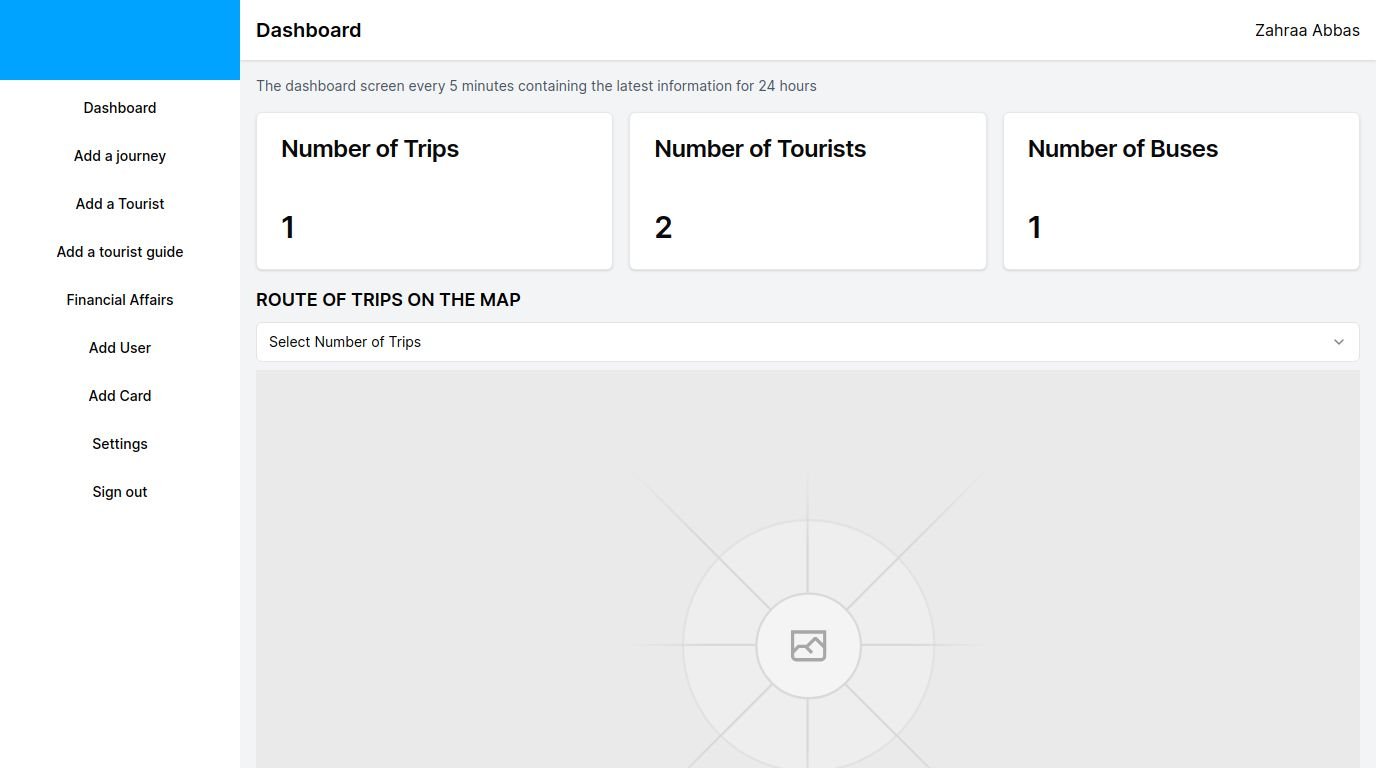 Dashboard
Zahraa Abbas
Dashboard
Add a journey
Add a Tourist
Add a tourist guide
Financial Affairs
Add User
Add Card
Settings
Sign out
The dashboard screen every 5 minutes containing the latest information for 24 hours
Number of Trips
1
Number of Tourists
2
Number of Buses
1
ROUTE OF TRIPS ON THE MAP
Select Number of Trips